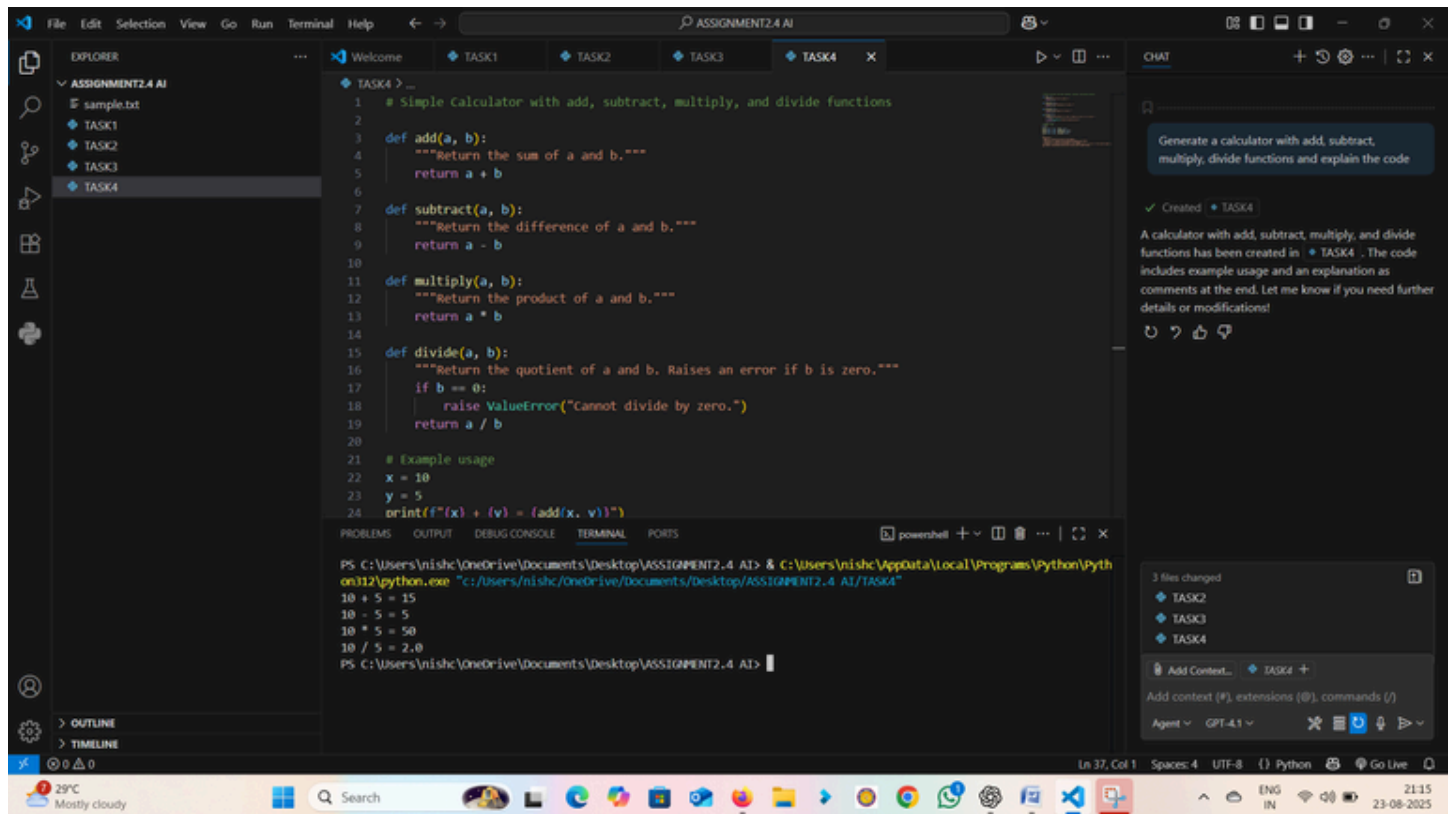 File Edit Selection View Go Run Terminal Help
ASSIGNMENT2.4 AI
EXPLORER
ASSIGNMENT2.4 AI
sample.txt
TASK1
TASK2
TASK3
TASK4
OUTLINE
TIMELINE
Welcome TASK1 TASK2 TASK3 TASK4
TASK4 > ...
1 # Simple Calculator with add, subtract, multiply, and divide functions
2
3 def add(a, b):
4 """Return the sum of a and b."""
5 return a + b
6
7 def subtract(a, b):
8 """Return the difference of a and b."""
9 return a - b
10
11 def multiply(a, b):
12 """Return the product of a and b."""
13 return a * b
14
15 def divide(a, b):
16 """Return the quotient of a and b. Raises an error if b is zero."""
17 if b == 0:
18 raise ValueError("Cannot divide by zero.")
19 return a / b
20
21 # Example usage
22 x = 10
23 y = 5
24 print(f"{x} + {y} = {add(x, y)}")
PROBLEMS OUTPUT DEBUG CONSOLE TERMINAL PORTS
powershell
PS C:\Users\nishc\OneDrive\Documents\Desktop\ASSIGNMENT2.4 AI> & C:\Users\nishc\AppData\Local\Programs\Python\Pyth
on312\python.exe "c:/Users/nishc/OneDrive/Documents/Desktop/ASSIGNMENT2.4 AI/TASK4"
10 + 5 = 15
10 - 5 = 5
10 * 5 = 50
10 / 5 = 2.0
PS C:\Users\nishc\OneDrive\Documents\Desktop\ASSIGNMENT2.4 AI>
CHAT
Generate a calculator with add, subtract,
multiply, divide functions and explain the code
Created TASK4
A calculator with add, subtract, multiply, and divide
functions has been created in TASK4 . The code
includes example usage and an explanation as
comments at the end. Let me know if you need further
details or modifications!
3 files changed
TASK2
TASK3
TASK4
Add Context... TASK4 +
Add context (#), extensions (@), commands (/)
Agent GPT-4.1
0 0
Ln 37, Col 1 Spaces: 4 UTF-8 {} Python Go Live
2
29°C
Mostly cloudy
Search
ENG
IN
21:15
23-08-2025